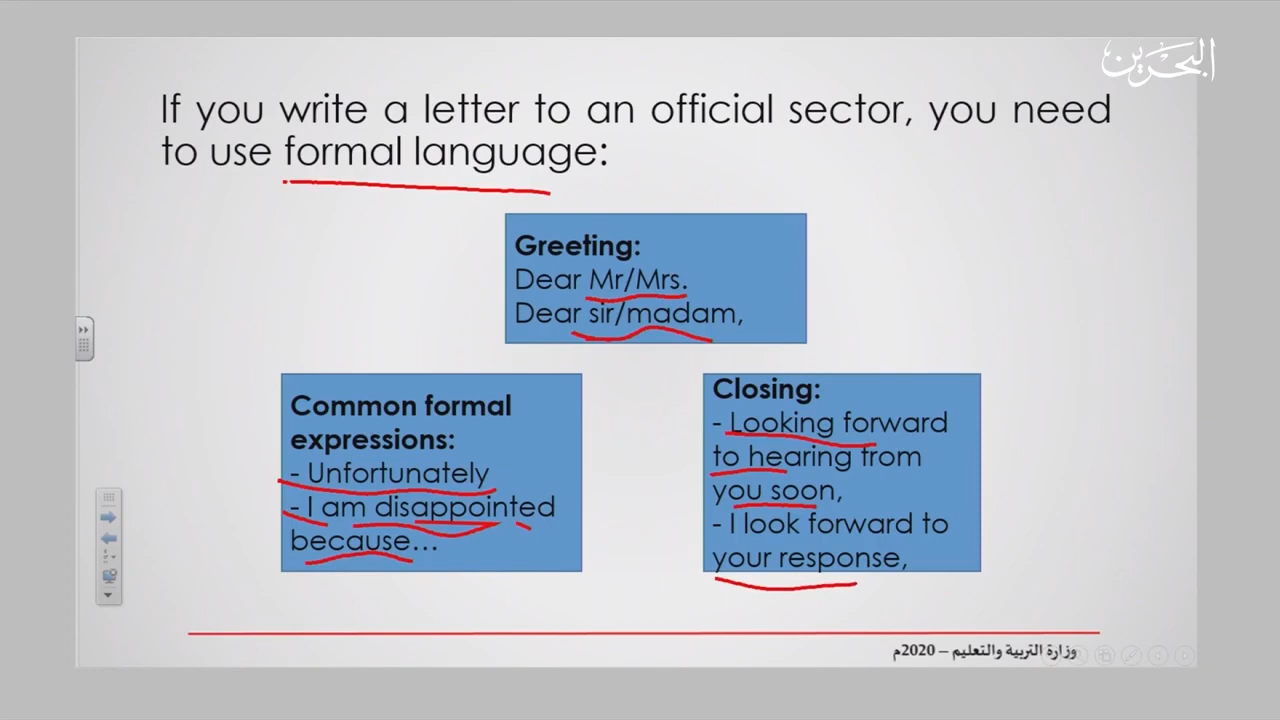 البحرين
If you write a letter to an official sector, you need
to use formal language:
Greeting:
Dear Mr/Mrs.
Dear sir/madam,
Common formal
expressions:
- Unfortunately
- I am disappointed
because...
Closing:
- Looking forward
to hearing from
you soon,
- I look forward to
your response,
وزارة التربية والتعليم – 2020م